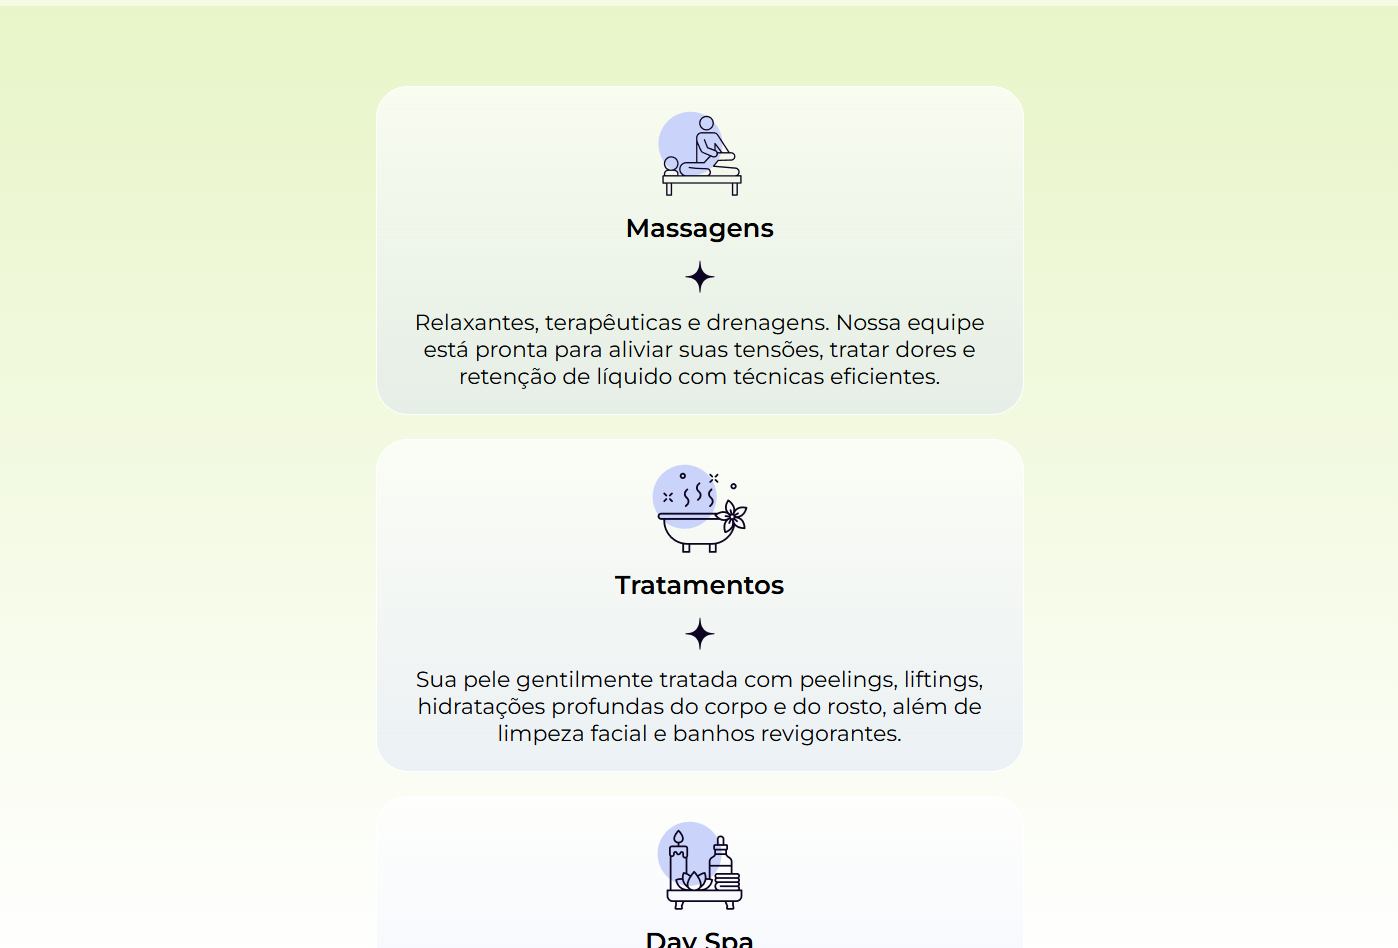 Massagens
Relaxantes, terapêuticas e drenagens. Nossa equipe
está pronta para aliviar suas tensões, tratar dores e
retenção de líquido com técnicas eficientes.
Tratamentos
Sua pele gentilmente tratada com peelings, liftings,
hidratações profundas do corpo e do rosto, além de
limpeza facial e banhos revigorantes.
Day Spa